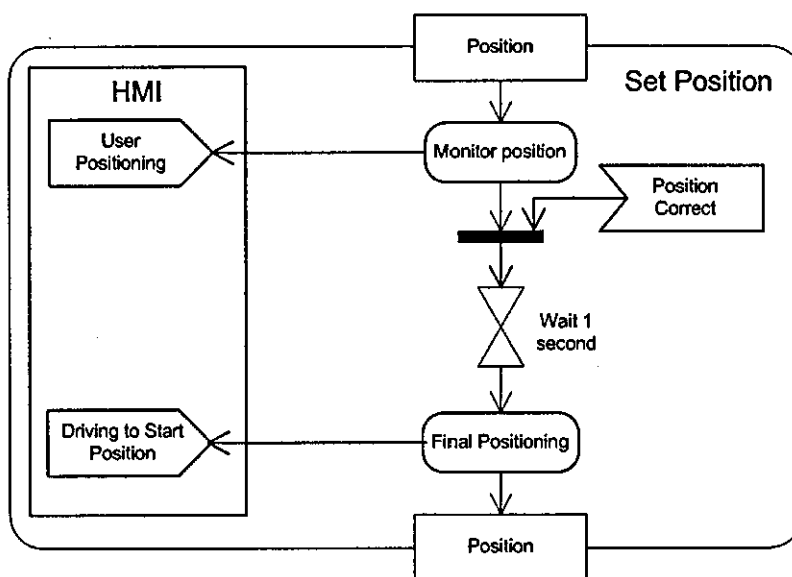 Position
HMI
Set Position
User
Positioning
Monitor position
Position
Correct
Wait 1
second
Driving to Start
Position
Final Positioning
Position